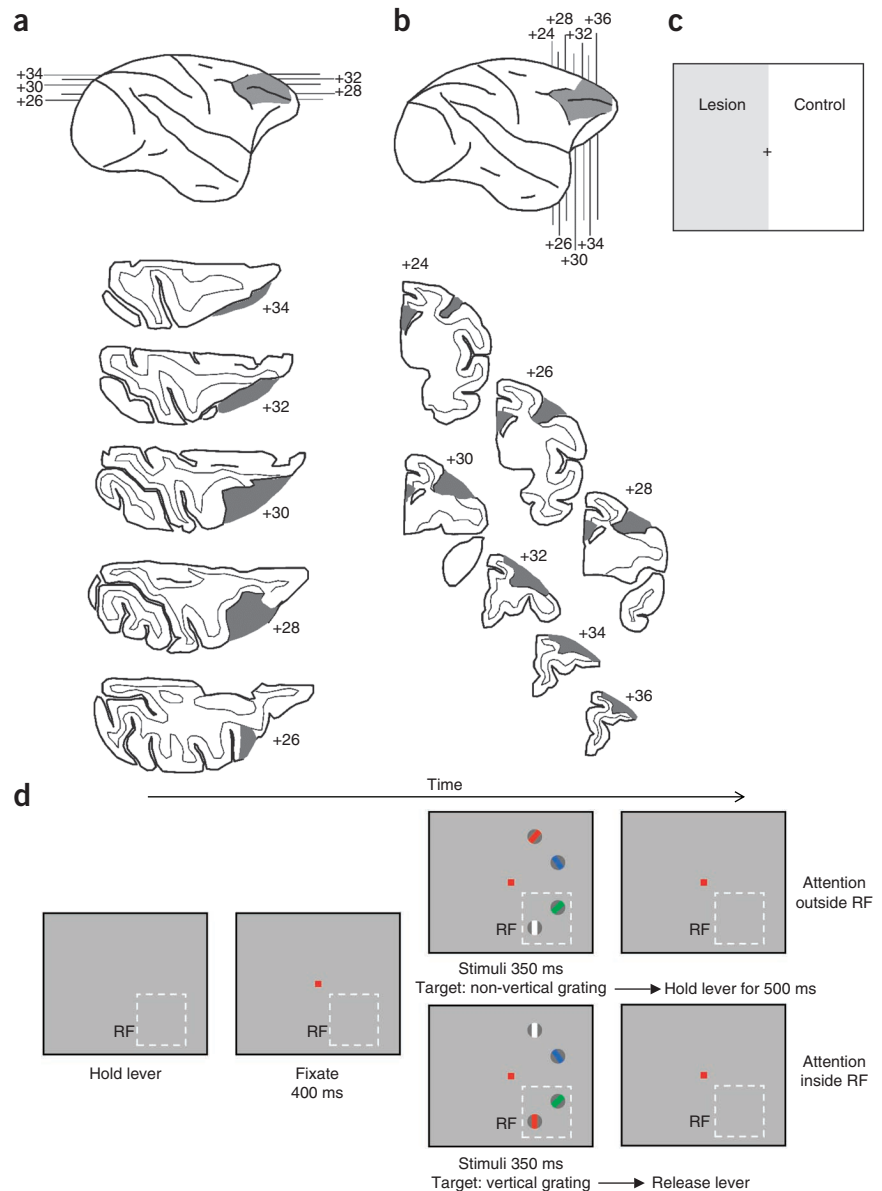 a
b
c
+34
+30
+26
+32
+28
+28
+36
+24
+32
+26
+34
+30
Lesion
Control
+
+34
+32
+30
+28
+26
+24
+26
+30
+28
+32
+34
+36
d
Time
RF
Hold lever
RF
Fixate
400 ms
RF
Stimuli 350 ms
Target: non-vertical grating
RF
Hold lever for 500 ms
Attention
outside RF
RF
Stimuli 350 ms
Target: vertical grating
RF
Release lever
Attention
inside RF